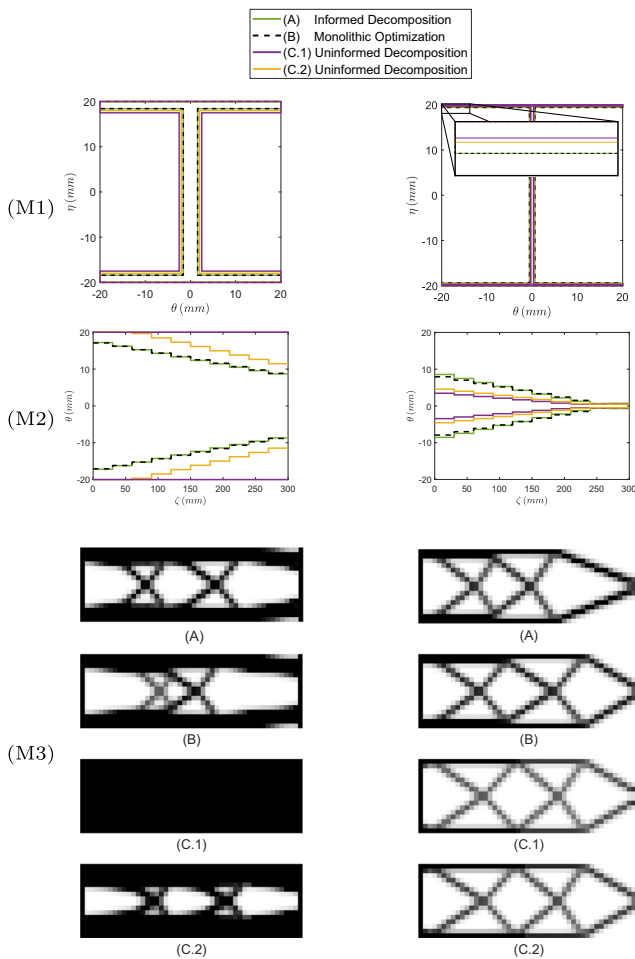 (A) Informed Decomposition
(B) Monolithic Optimization
(C.1) Uninformed Decomposition
(C.2) Uninformed Decomposition
(M1)
20
10
0
-10
-20
η (mm)
-20 -10 0 10 20
θ (mm)
20
10
0
-10
-20
η (mm)
-20 -10 0 10 20
θ (mm)
(M2)
20
10
0
10
-20
θ (mm)
0 50 100 150 200 250 300
ζ (mm)
20
10
0
10
-20
θ (mm)
0 50 100 150 200 250 300
ζ (mm)
(M3)
(A)
(A)
(B)
(B)
(C.1)
(C.1)
(C.2)
(C.2)